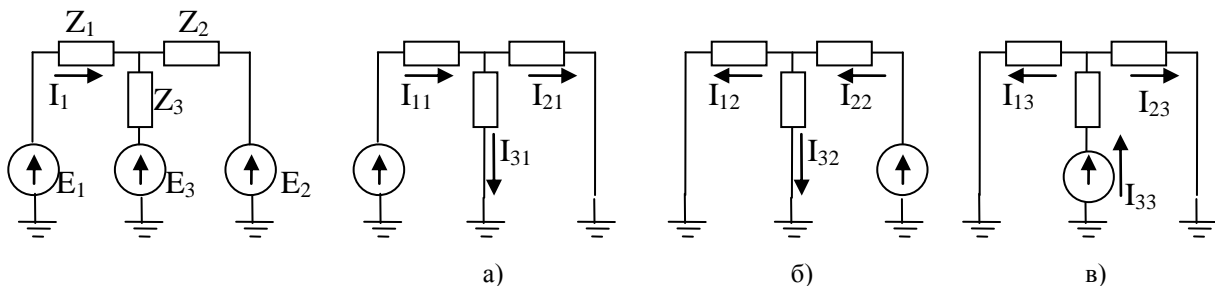 Z₁ Z₂
I₁ Z₃
E₁ E₃ E₂
I₁₁ I₂₁
I₃₁
а)
I₁₂ I₂₂
I₃₂
б)
I₁₃ I₂₃
I₃₃
в)